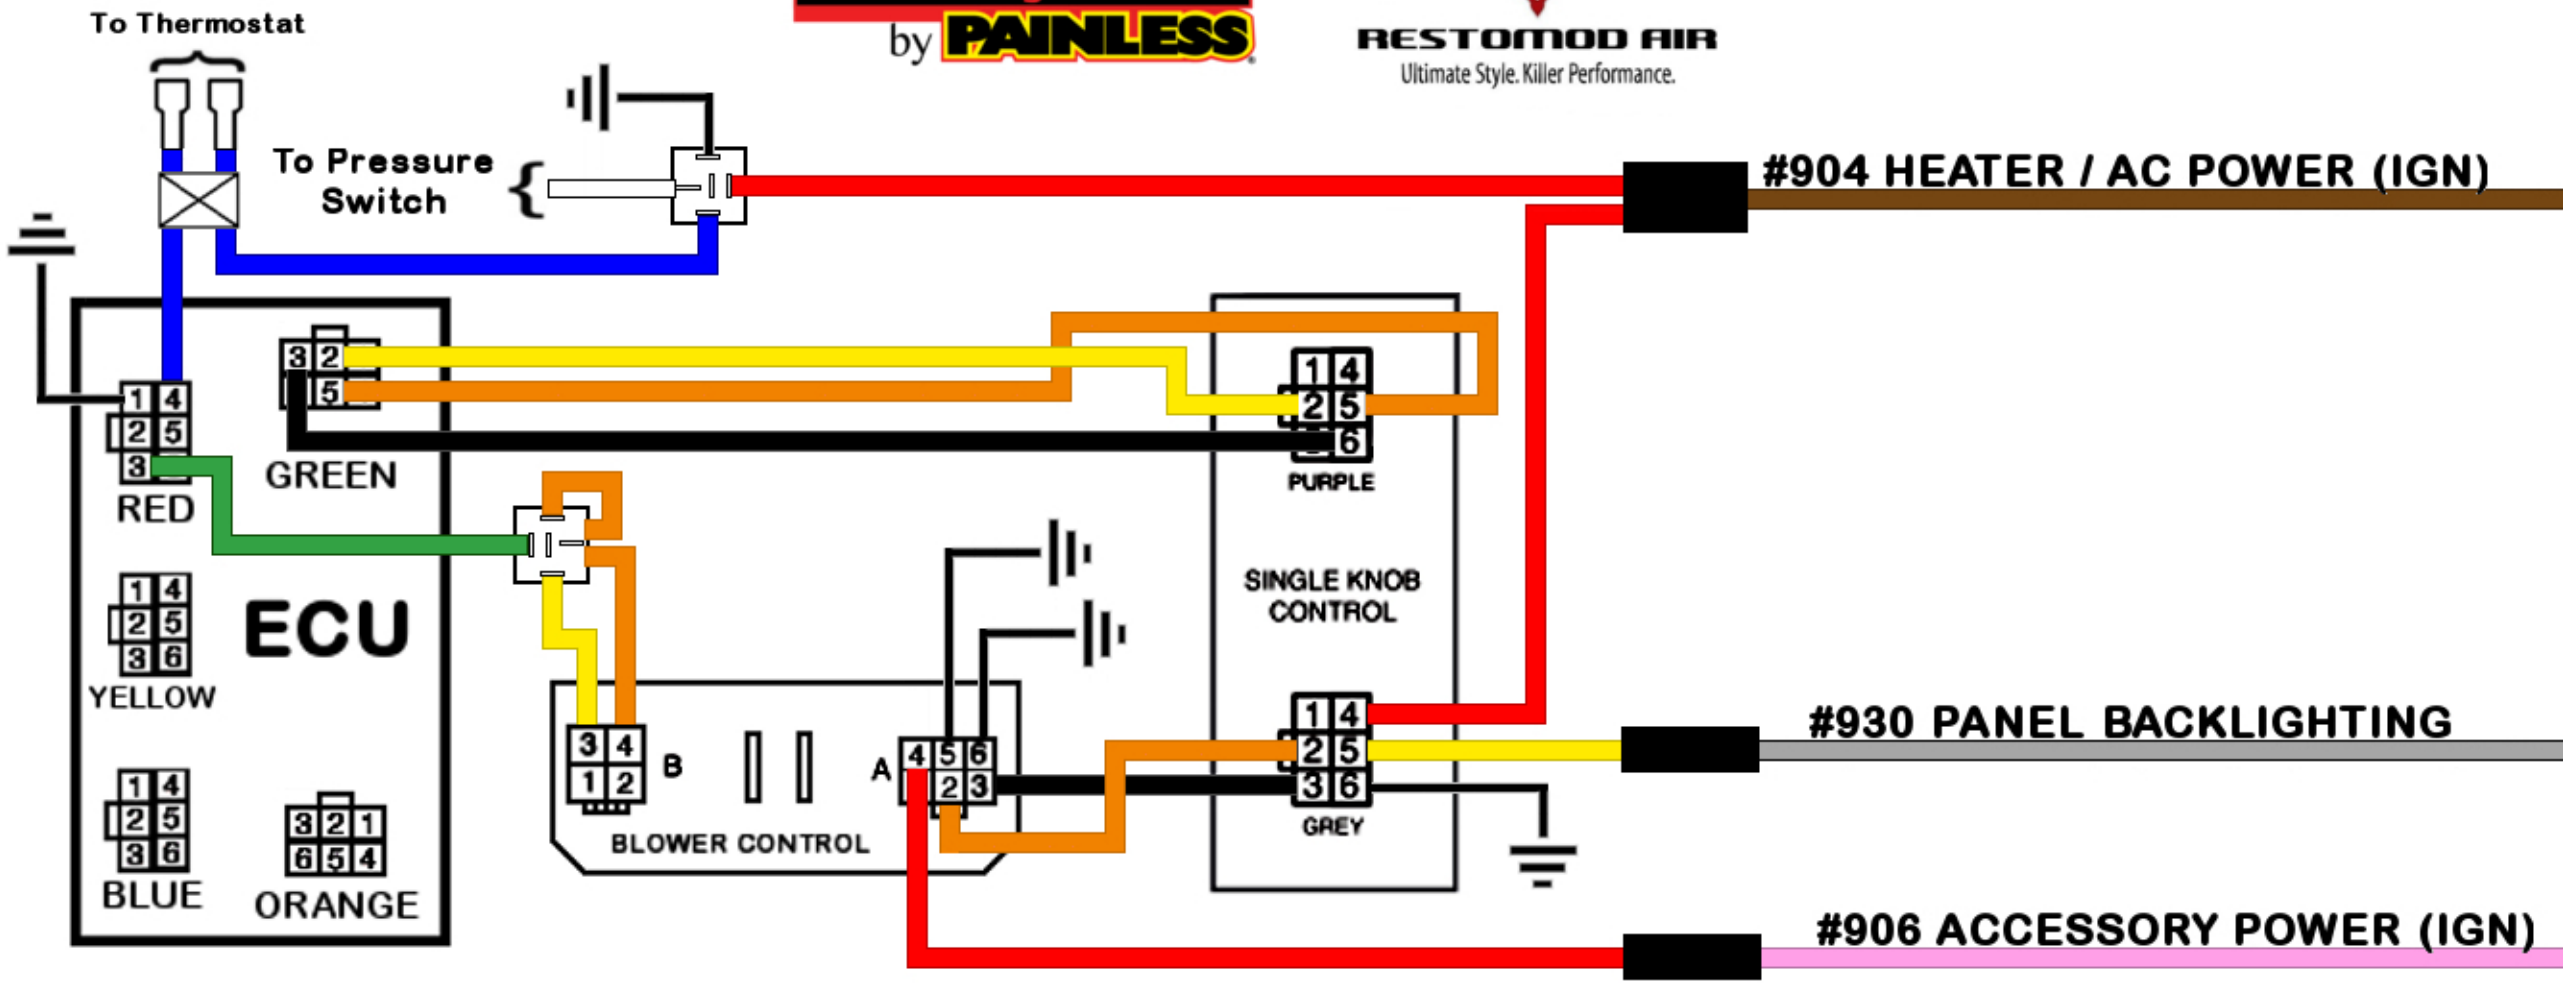 To Thermostat
by PAINLESS
RESTOMOD AIR
Ultimate Style. Killer Performance.
To Pressure
Switch
#904 HEATER / AC POWER (IGN)
3 2
5
GREEN
1 4
2 5
3
RED
1 4
2 5
6
PURPLE
SINGLE KNOB
CONTROL
ECU
1 4
2 5
3 6
YELLOW
1 4
2 5
3 6
BLUE
3 2 1
6 5 4
ORANGE
3 4
1 2
B
A
4 5 6
2 3
BLOWER CONTROL
1 4
2 5
3 6
GREY
#930 PANEL BACKLIGHTING
#906 ACCESSORY POWER (IGN)